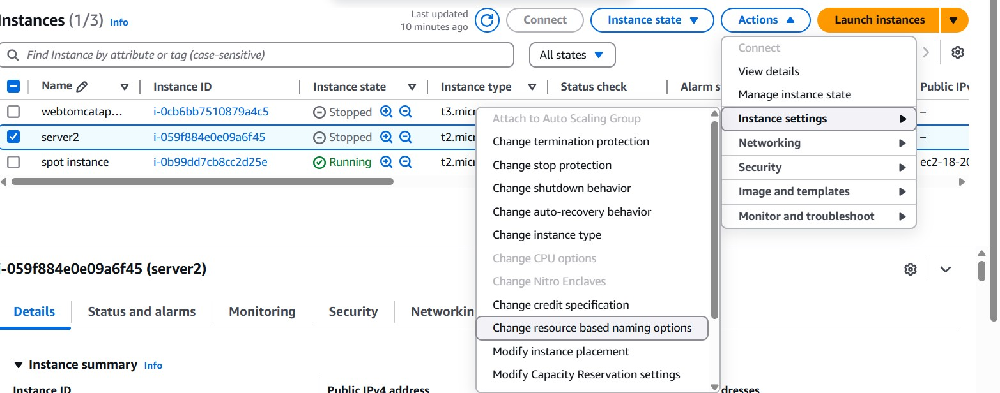 Instances (1/3) Info
Last updated
10 minutes ago
Connect
Instance state
Actions
Launch instances
Find Instance by attribute or tag (case-sensitive)
All states
Name Instance ID Instance state Instance type Status check Alarm s Public IPv
webtomcatap… i-0cb6bb7510879a4c5 Stopped t3.micr –
server2 i-059f884e0e09a6f45 Stopped t2.micr –
spot instance i-0b99dd7cb8cc2d25e Running t2.micr ec2-18-20
Connect
View details
Manage instance state
Instance settings
Networking
Security
Image and templates
Monitor and troubleshoot
Attach to Auto Scaling Group
Change termination protection
Change stop protection
Change shutdown behavior
Change auto-recovery behavior
Change instance type
Change CPU options
Change Nitro Enclaves
Change credit specification
Change resource based naming options
Modify instance placement
Modify Capacity Reservation settings
i-059f884e0e09a6f45 (server2)
Details Status and alarms Monitoring Security Networkin
Instance summary Info
Instance ID Public IPv4 address dresses